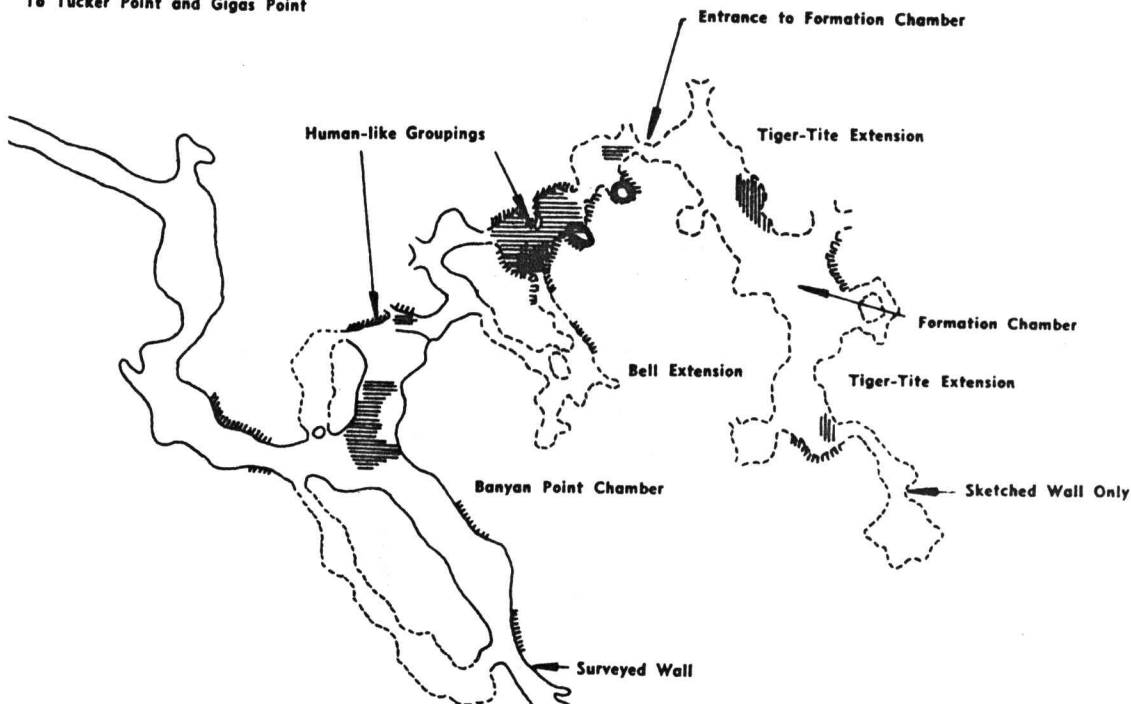 To Tucker Point and Gigas Point
Entrance to Formation Chamber
Human-like Groupings
Tiger-Tite Extension
Formation Chamber
Bell Extension
Tiger-Tite Extension
Banyan Point Chamber
Sketched Wall Only
Surveyed Wall